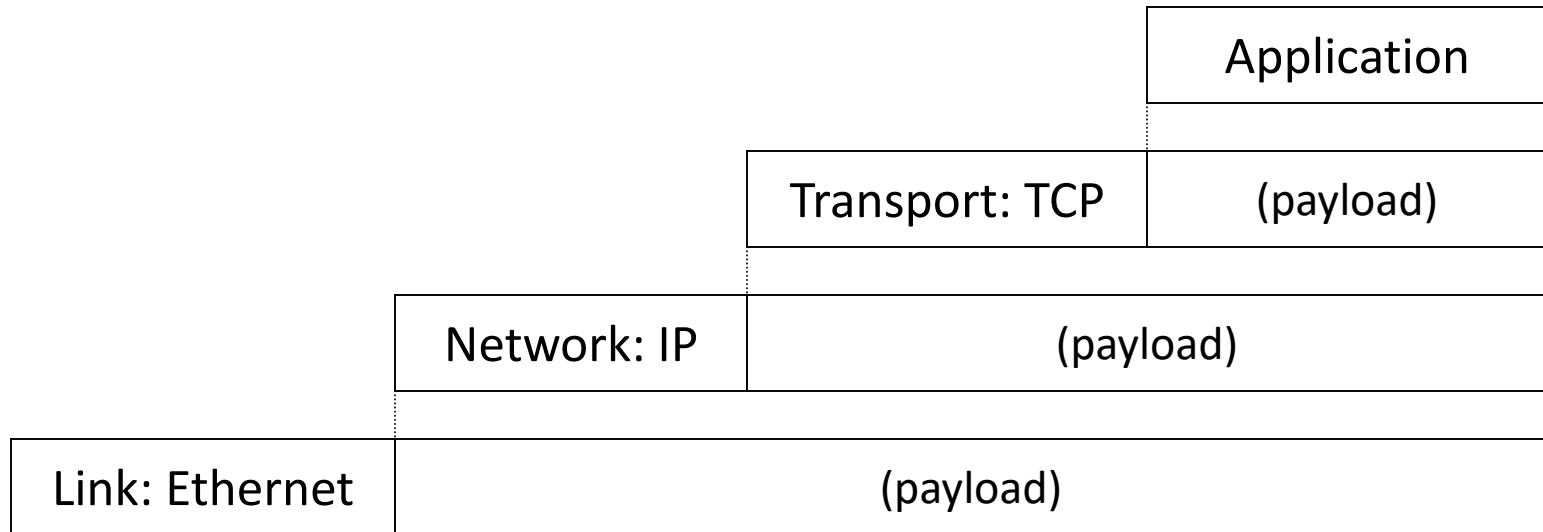 Application
Transport: TCP
(payload)
Network: IP
(payload)
Link: Ethernet
(payload)